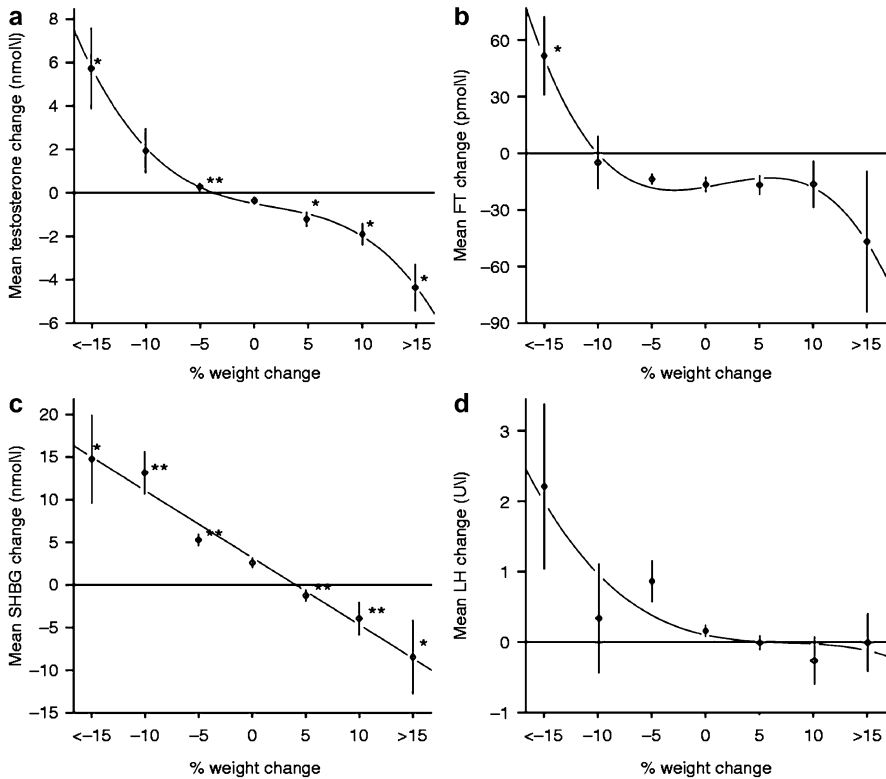 a
Mean testosterone change (nmol\l)
8
6
4
2
0
−2
−4
−6
*
**
*
*
*
<−15 −10 −5 0 5 10 >15
% weight change
b
Mean FT change (pmol\l)
60
30
0
−30
−60
−90
*
<−15 −10 −5 0 5 10 >15
% weight change
c
Mean SHBG change (nmol\l)
20
15
10
5
0
−5
−10
−15
*
**
**
**
**
*
<−15 −10 −5 0 5 10 >15
% weight change
d
Mean LH change (U\l)
3
2
1
0
−1
<−15 −10 −5 0 5 10 >15
% weight change